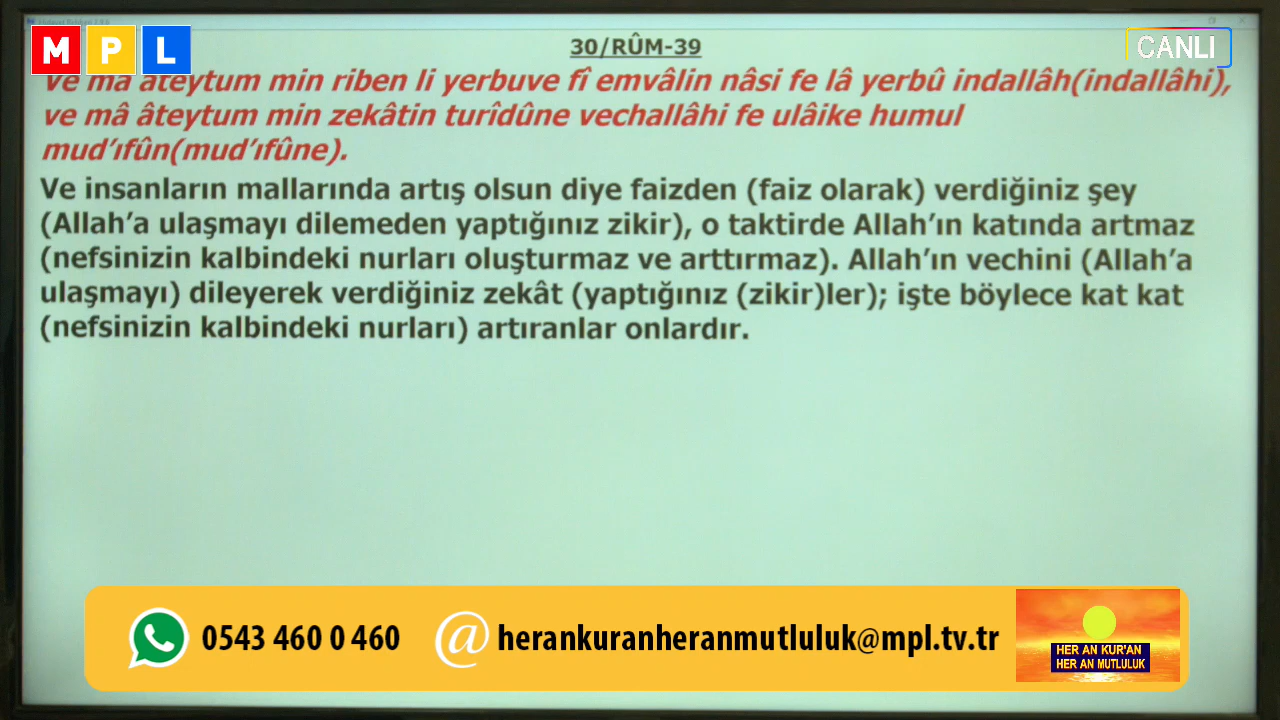 MPL
CANLI
30/RÛM-39
Ve mâ âteytum min riben li yerbuve fî emvâlin nâsi fe lâ yerbû indallâh(indallâhi),
ve mâ âteytum min zekâtin turîdûne vechallâhi fe ulâike humul
mud’ıfûn(mud’ıfûne).
Ve insanların mallarında artış olsun diye faizden (faiz olarak) verdiğiniz şey
(Allah’a ulaşmayı dilemeden yaptığınız zikir), o taktirde Allah’ın katında artmaz
(nefsinizin kalbindeki nurları oluşturmaz ve arttırmaz). Allah’ın vechini (Allah’a
ulaşmayı) dileyerek verdiğiniz zekât (yaptığınız (zikir)ler); işte böylece kat kat
(nefsinizin kalbindeki nurları) artıranlar onlardır.
0543 460 0 460
@ herankuranheranmutluluk@mpl.tv.tr
HER AN KUR'AN
HER AN MUTLULUK